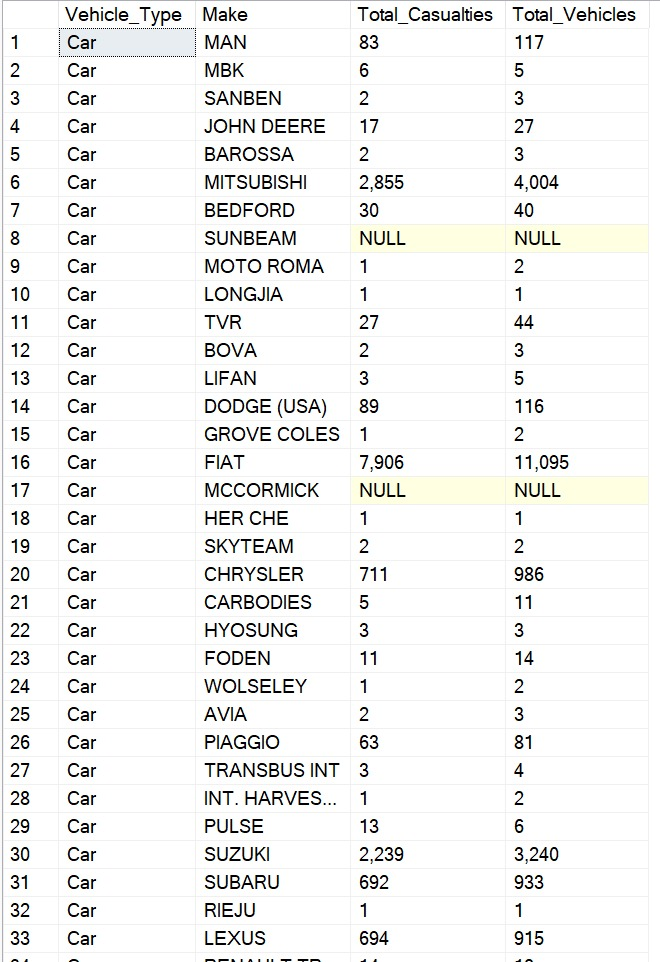 Vehicle_Type Make Total_Casualties Total_Vehicles
1 Car MAN 83 117
2 Car MBK 6 5
3 Car SANBEN 2 3
4 Car JOHN DEERE 17 27
5 Car BAROSSA 2 3
6 Car MITSUBISHI 2,855 4,004
7 Car BEDFORD 30 40
8 Car SUNBEAM NULL NULL
9 Car MOTO ROMA 1 2
10 Car LONGJIA 1 1
11 Car TVR 27 44
12 Car BOVA 2 3
13 Car LIFAN 3 5
14 Car DODGE (USA) 89 116
15 Car GROVE COLES 1 2
16 Car FIAT 7,906 11,095
17 Car MCCORMICK NULL NULL
18 Car HER CHE 1 1
19 Car SKYTEAM 2 2
20 Car CHRYSLER 711 986
21 Car CARBODIES 5 11
22 Car HYOSUNG 3 3
23 Car FODEN 11 14
24 Car WOLSELEY 1 2
25 Car AVIA 2 3
26 Car PIAGGIO 63 81
27 Car TRANSBUS INT 3 4
28 Car INT. HARVES... 1 2
29 Car PULSE 13 6
30 Car SUZUKI 2,239 3,240
31 Car SUBARU 692 933
32 Car RIEJU 1 1
33 Car LEXUS 694 915